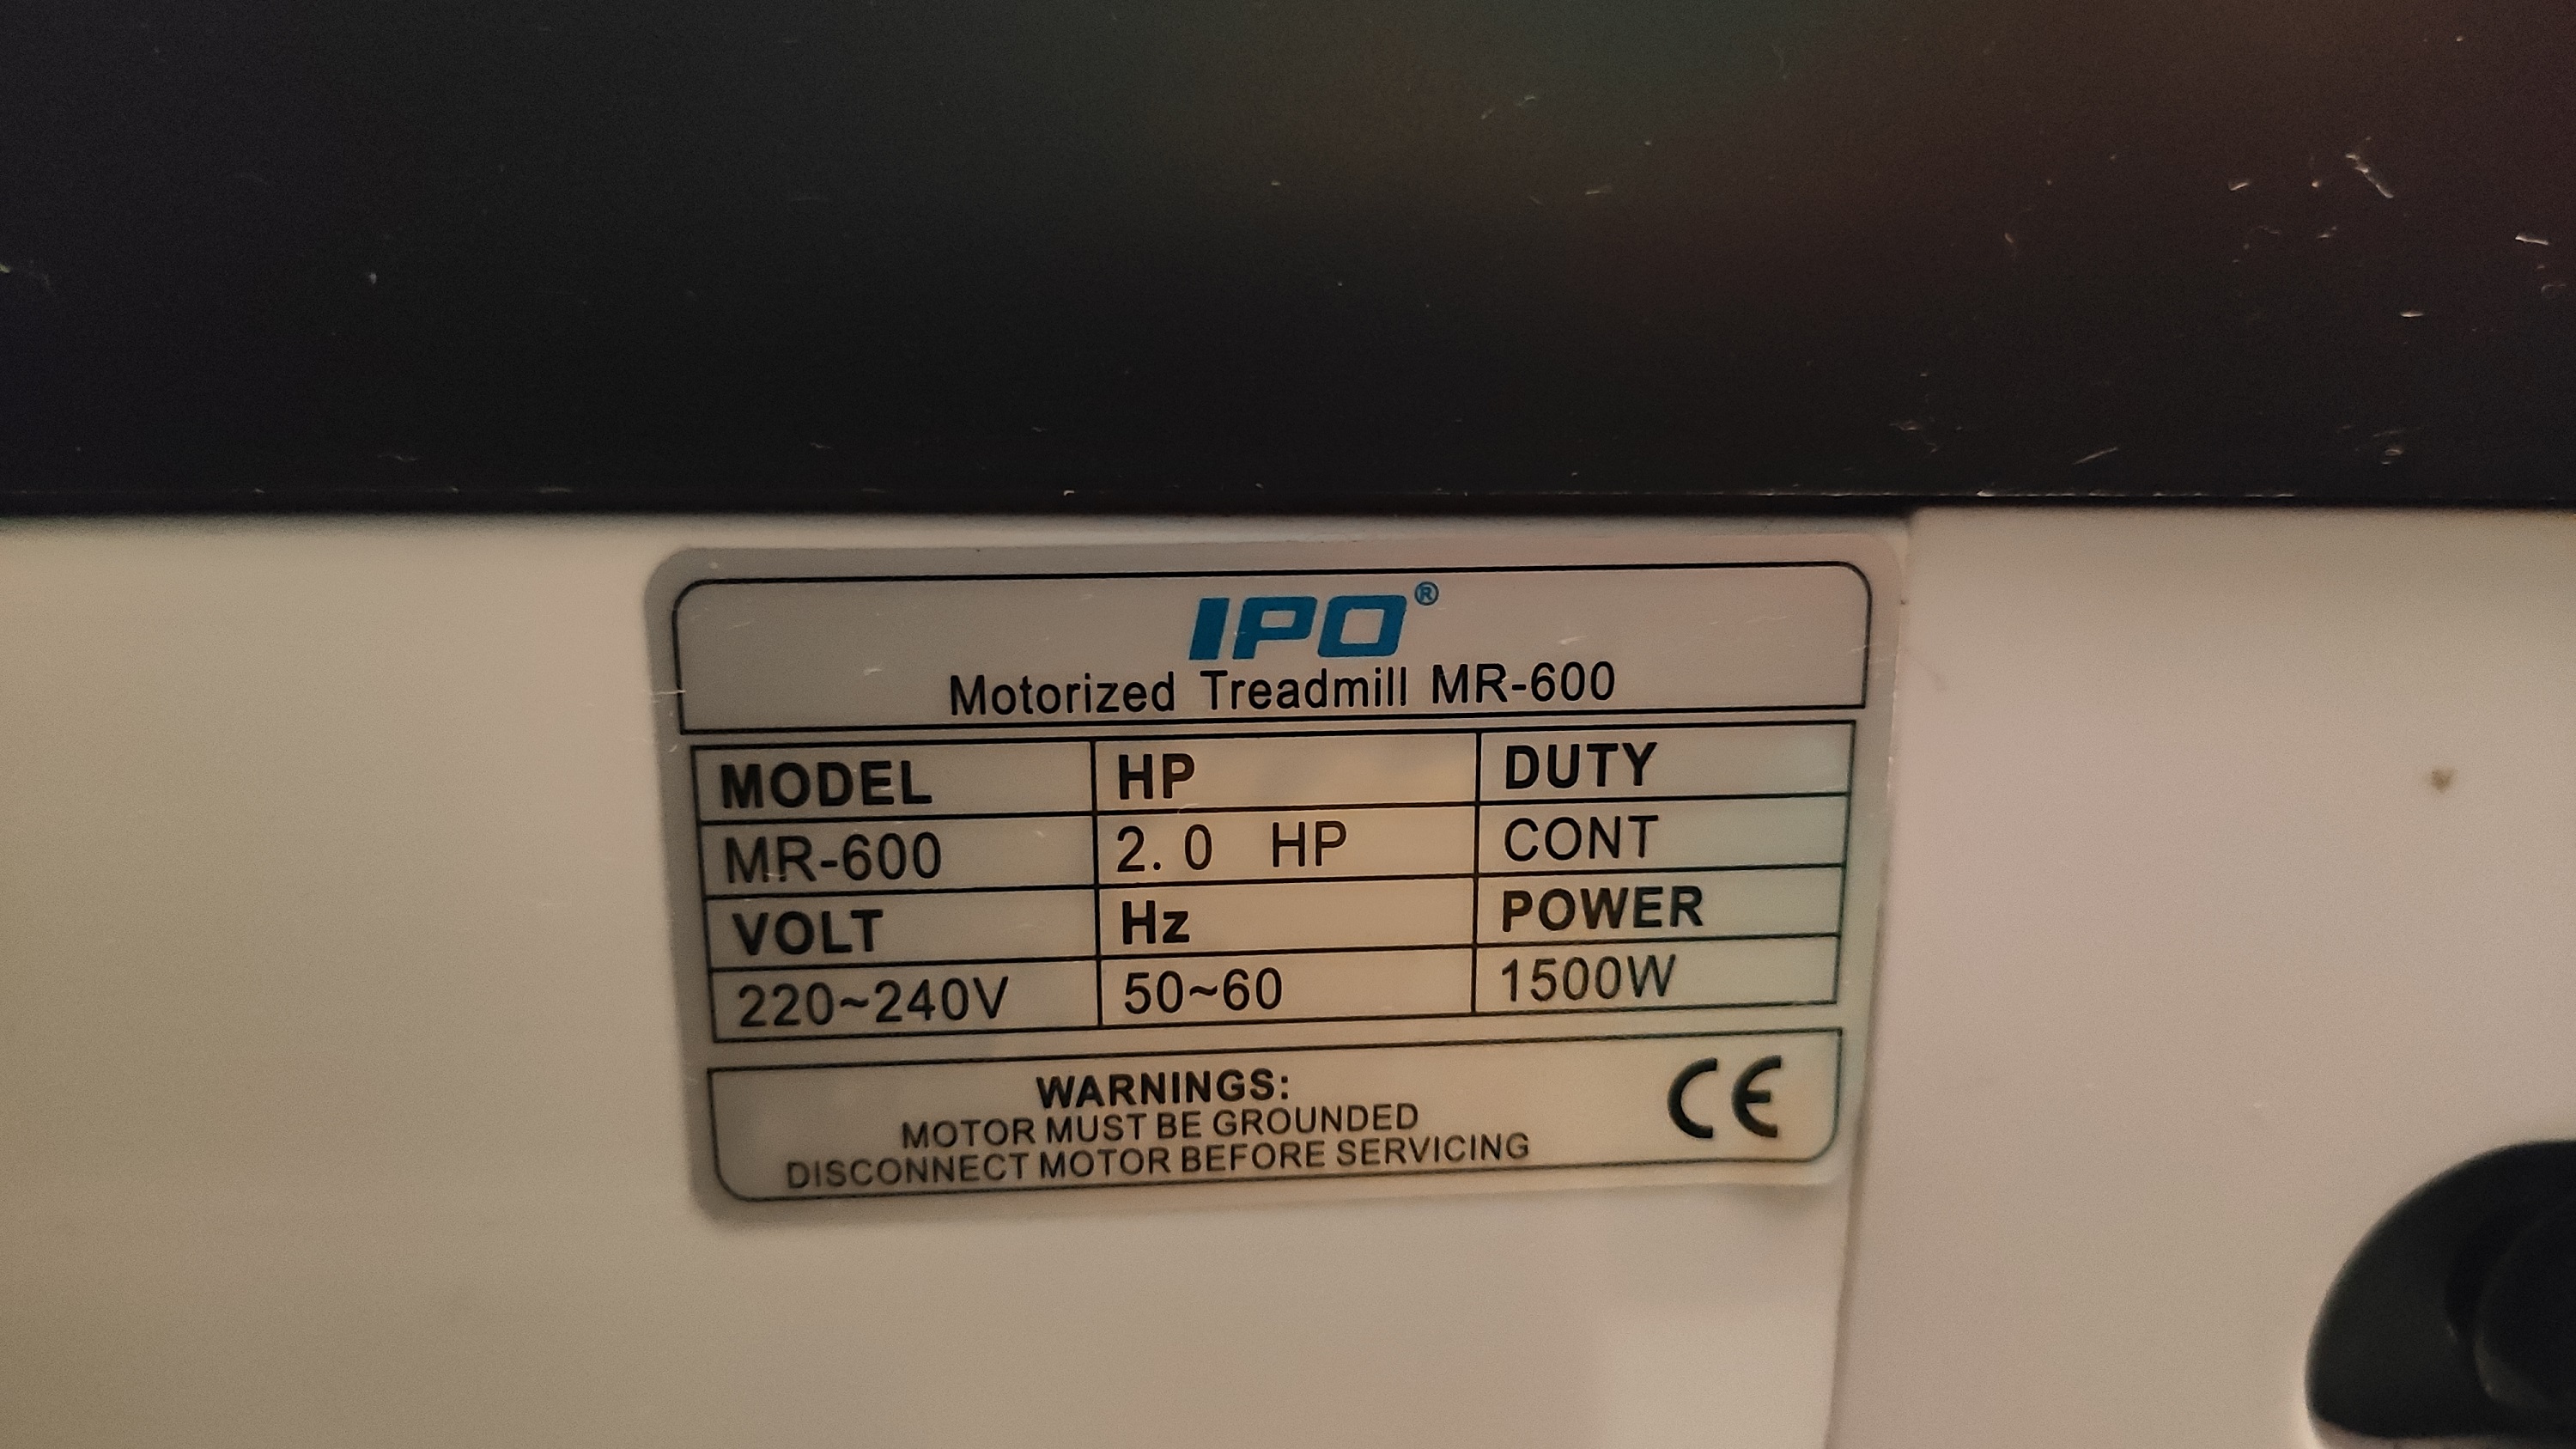 IPO®
Motorized Treadmill MR-600
MODEL HP DUTY
MR-600 2. 0 HP CONT
VOLT Hz POWER
220~240V 50~60 1500W
WARNINGS:
MOTOR MUST BE GROUNDED
DISCONNECT MOTOR BEFORE SERVICING
CE